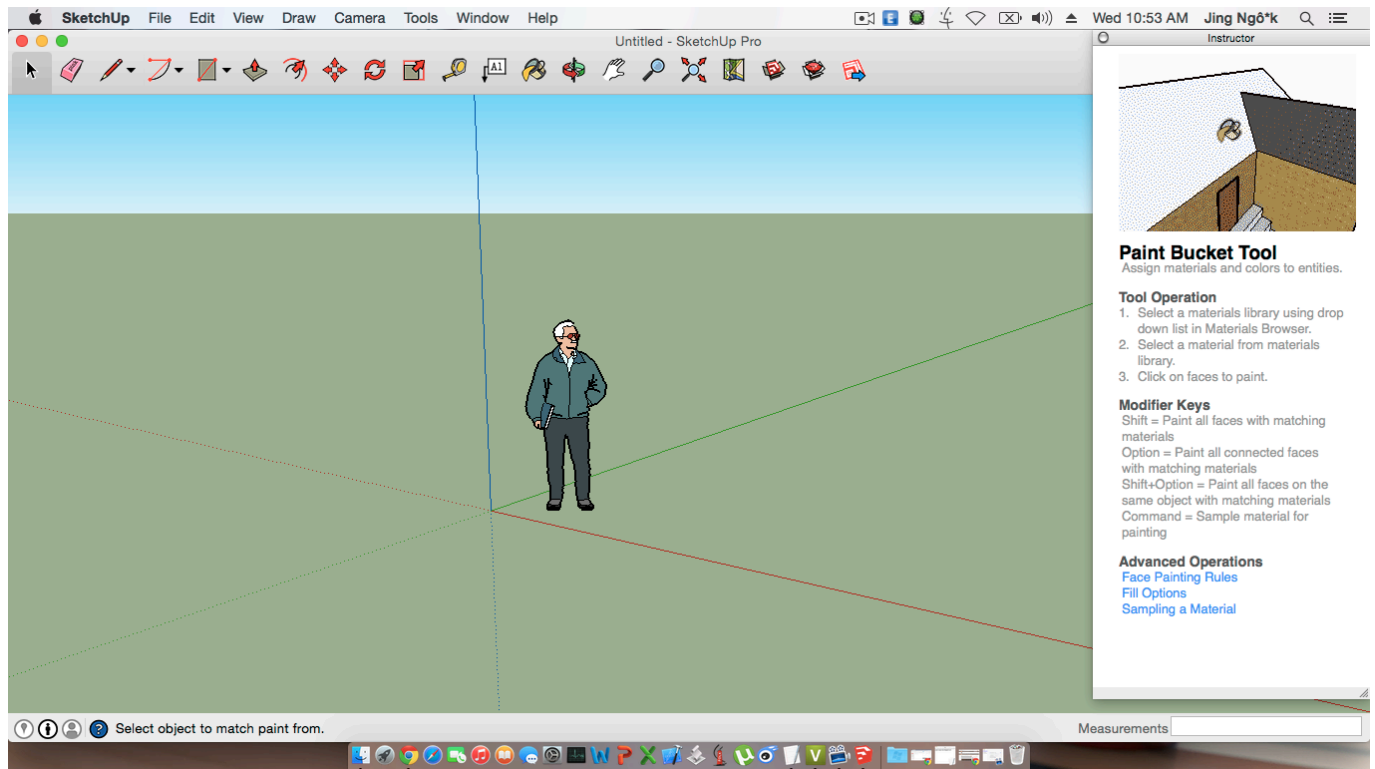 SketchUp File Edit View Draw Camera Tools Window Help
Wed 10:53 AM Jing Ngô*k
Untitled - SketchUp Pro
Instructor
A1
Paint Bucket Tool
Assign materials and colors to entities.
Tool Operation
1. Select a materials library using drop
down list in Materials Browser.
2. Select a material from materials
library.
3. Click on faces to paint.
Modifier Keys
Shift = Paint all faces with matching
materials
Option = Paint all connected faces
with matching materials
Shift+Option = Paint all faces on the
same object with matching materials
Command = Sample material for
painting
Advanced Operations
Face Painting Rules
Fill Options
Sampling a Material
Select object to match paint from.
Measurements